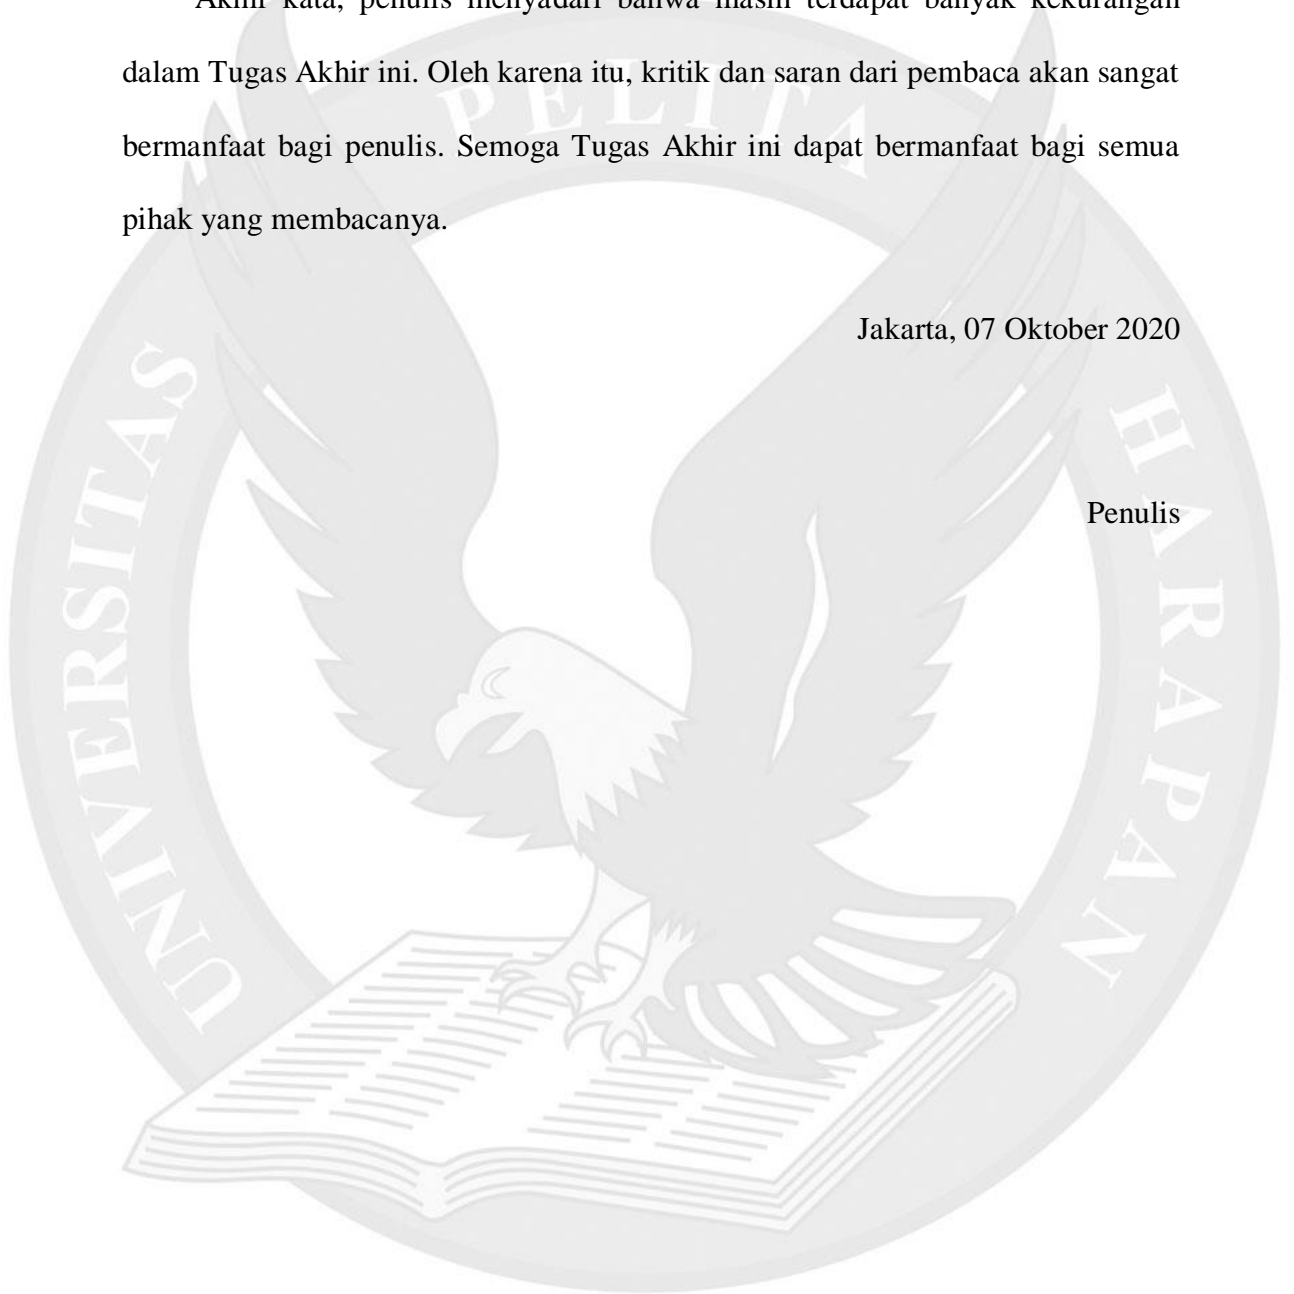 Akhir kata, penulis menyadari bahwa masih terdapat banyak kekurangan
dalam Tugas Akhir ini. Oleh karena itu, kritik dan saran dari pembaca akan sangat
bermanfaat bagi penulis. Semoga Tugas Akhir ini dapat bermanfaat bagi semua
pihak yang membacanya.
Jakarta, 07 Oktober 2020
Penulis
UNIVERSITAS
PELITA
HARAPAN